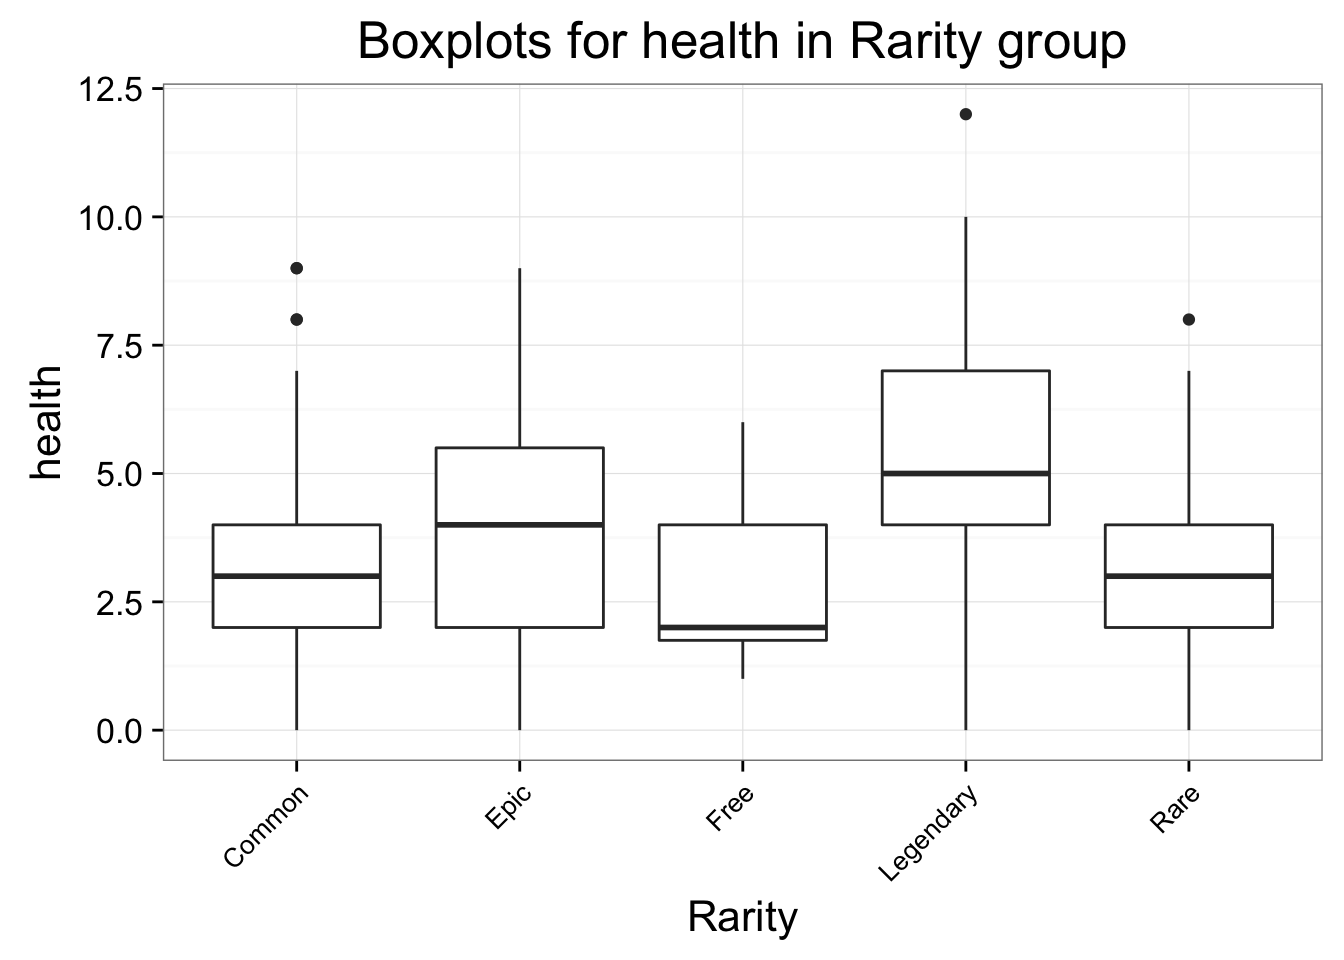 Boxplots for health in Rarity group
12.5
10.0
7.5
5.0
2.5
0.0
health
Common
Epic
Free
Legendary
Rare
Rarity